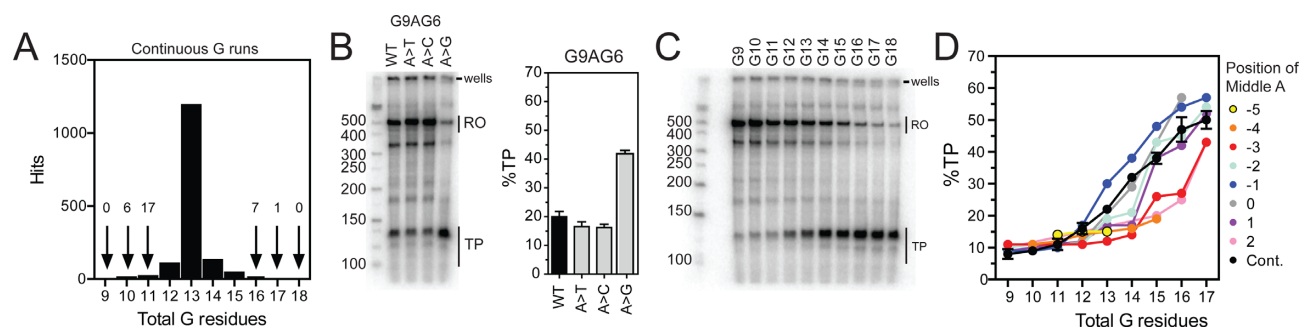 A
Continuous G runs
Hits
1500
1000
500
0
0 6 17 7 1 0
9 10 11 12 13 14 15 16 17 18
Total G residues
B
G9AG6
WT A>T A>C A>G
wells
500
400
300
250
200
150
100
RO
TP
G9AG6
%TP
70
60
50
40
30
20
10
0
WT A>T A>C A>G
C
G9 G10 G11 G12 G13 G14 G15 G16 G17 G18
wells
500
400
300
250
200
150
100
RO
TP
D
%TP
70
60
50
40
30
20
10
0
9 10 11 12 13 14 15 16 17
Total G residues
Position of
Middle A
-5
-4
-3
-2
-1
0
1
2
Cont.